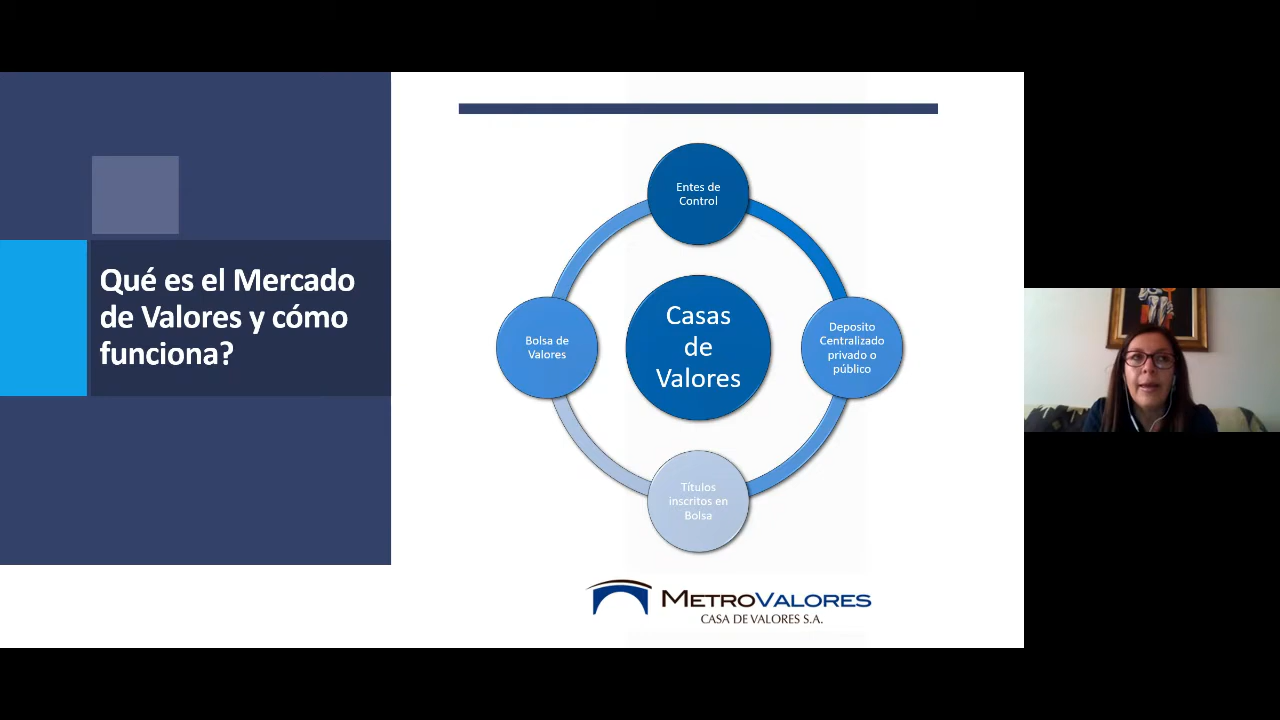 Qué es el Mercado
de Valores y cómo
funciona?
Entes de
Control
Casas
de
Valores
Deposito
Centralizado
privado o
público
Bolsa de
Valores
Títulos
inscritos en
Bolsa
METROVALORES
CASA DE VALORES S.A.